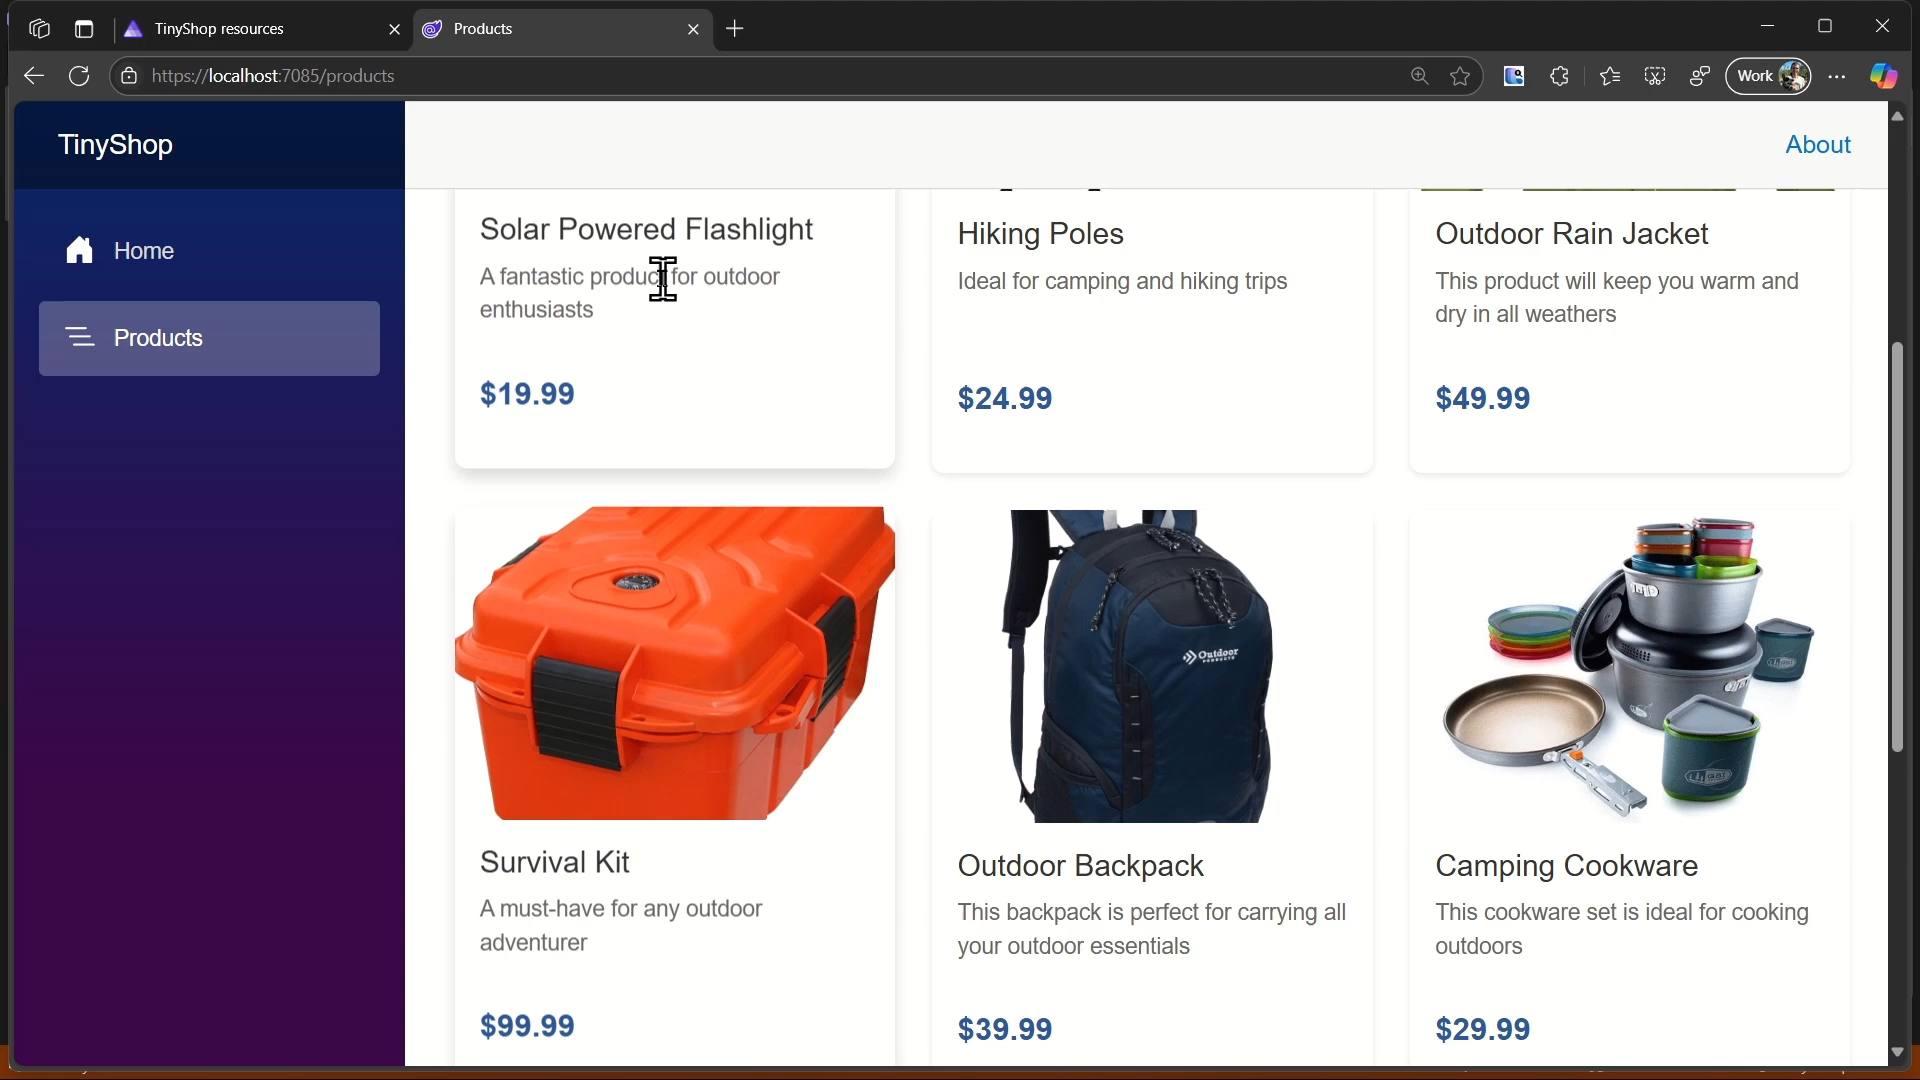 TinyShop resources
Products
https://localhost:7085/products
Work
TinyShop
About
Home
Products
Solar Powered Flashlight
A fantastic product for outdoor
enthusiasts
$19.99
Hiking Poles
Ideal for camping and hiking trips
$24.99
Outdoor Rain Jacket
This product will keep you warm and
dry in all weathers
$49.99
Outdoor
PRODUCTS
Survival Kit
A must-have for any outdoor
adventurer
$99.99
Outdoor Backpack
This backpack is perfect for carrying all
your outdoor essentials
$39.99
Camping Cookware
This cookware set is ideal for cooking
outdoors
$29.99